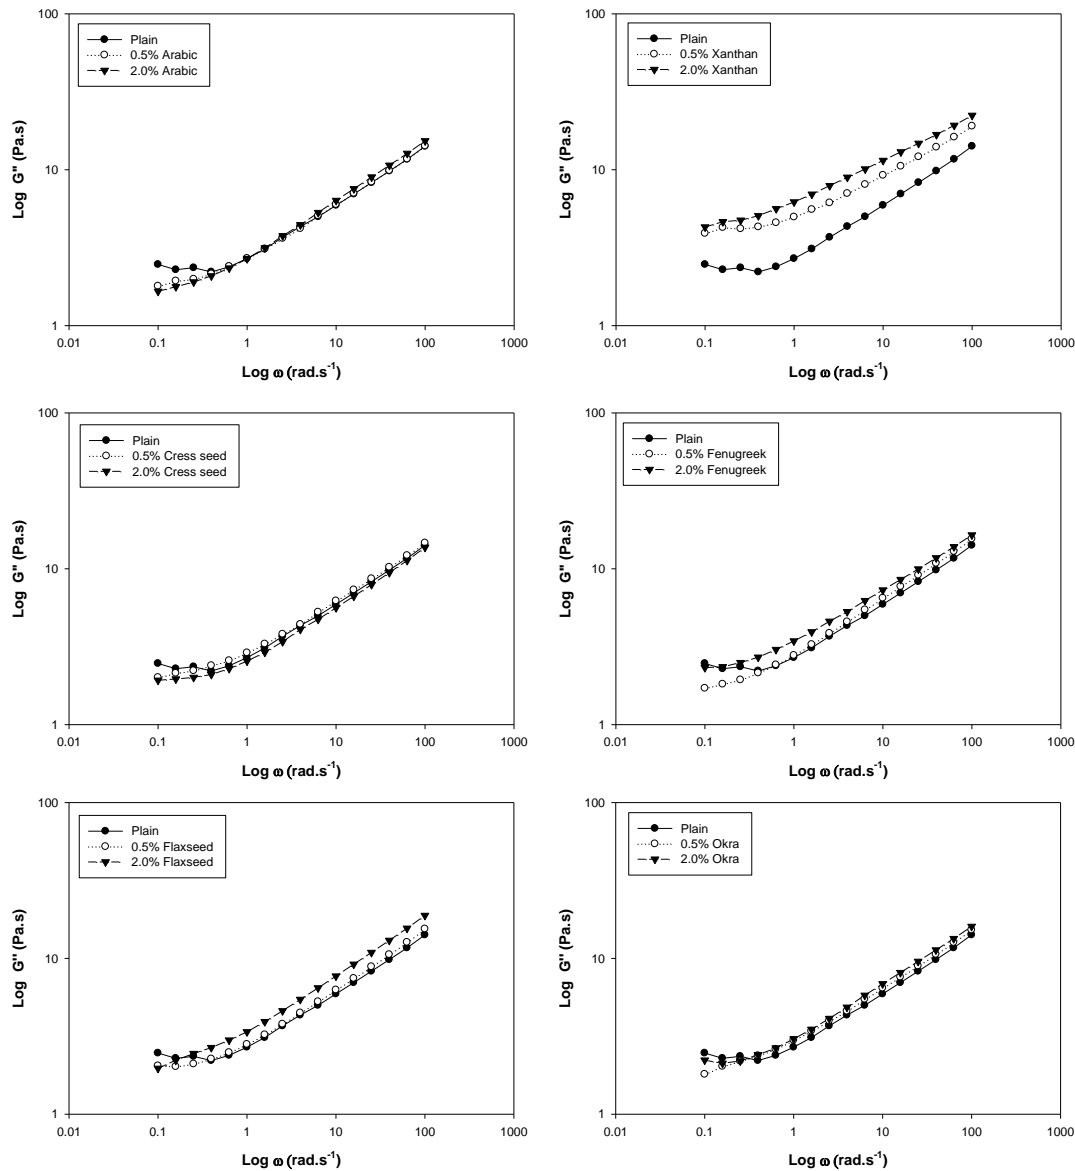 100
10
1
Log G" (Pa.s)
Plain
0.5% Arabic
2.0% Arabic
0.01 0.1 1 10 100 1000
Log ω (rad.s⁻¹)
100
10
1
Log G" (Pa.s)
Plain
0.5% Xanthan
2.0% Xanthan
0.01 0.1 1 10 100 1000
Log ω (rad.s⁻¹)
100
10
1
Log G" (Pa.s)
Plain
0.5% Cress seed
2.0% Cress seed
0.01 0.1 1 10 100 1000
Log ω (rad.s⁻¹)
100
10
1
Log G" (Pa.s)
Plain
0.5% Fenugreek
2.0% Fenugreek
0.01 0.1 1 10 100 1000
Log ω (rad.s⁻¹)
100
10
1
Log G" (Pa.s)
Plain
0.5% Flaxseed
2.0% Flaxseed
0.01 0.1 1 10 100 1000
Log ω (rad.s⁻¹)
100
10
1
Log G" (Pa.s)
Plain
0.5% Okra
2.0% Okra
0.01 0.1 1 10 100 1000
Log ω (rad.s⁻¹)